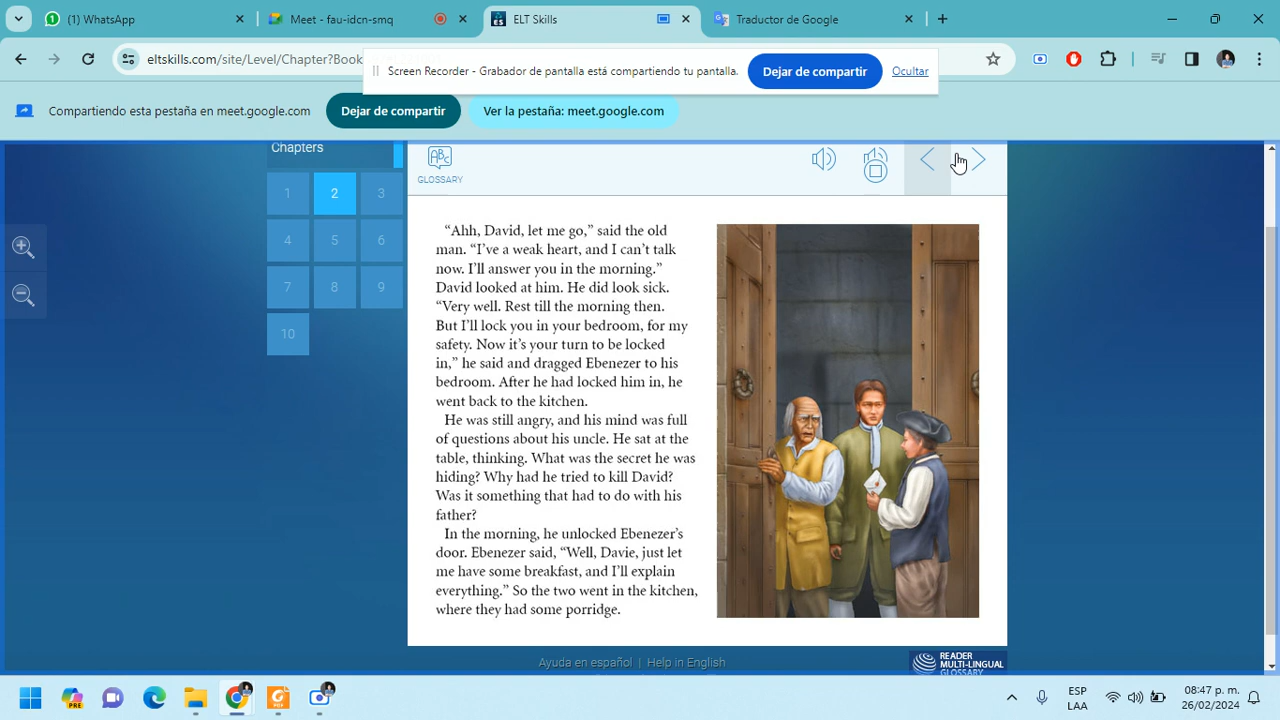 (1) WhatsApp
Meet - fau-idcn-smq
ELT Skills
Traductor de Google
eltskills.com/site/Level/Chapter?Book
Screen Recorder - Grabador de pantalla está compartiendo tu pantalla.
Dejar de compartir
Ocultar
Compartiendo esta pestaña en meet.google.com
Dejar de compartir
Ver la pestaña: meet.google.com
Chapters
1 2 3
4 5 6
7 8 9
10
ABC
GLOSSARY
“Ahh, David, let me go,” said the old
man. “I’ve a weak heart, and I can’t talk
now. I’ll answer you in the morning.”
David looked at him. He did look sick.
“Very well. Rest till the morning then.
But I’ll lock you in your bedroom, for my
safety. Now it’s your turn to be locked
in,” he said and dragged Ebenezer to his
bedroom. After he had locked him in, he
went back to the kitchen.
He was still angry, and his mind was full
of questions about his uncle. He sat at the
table, thinking. What was the secret he was
hiding? Why had he tried to kill David?
Was it something that had to do with his
father?
In the morning, he unlocked Ebenezer’s
door. Ebenezer said, “Well, Davie, just let
me have some breakfast, and I’ll explain
everything.” So the two went in the kitchen,
where they had some porridge.
Ayuda en español | Help in English
READER
MULTI-LINGUAL
GLOSSARY
PRE
PDF
ESP
LAA
08:47 p. m.
26/02/2024